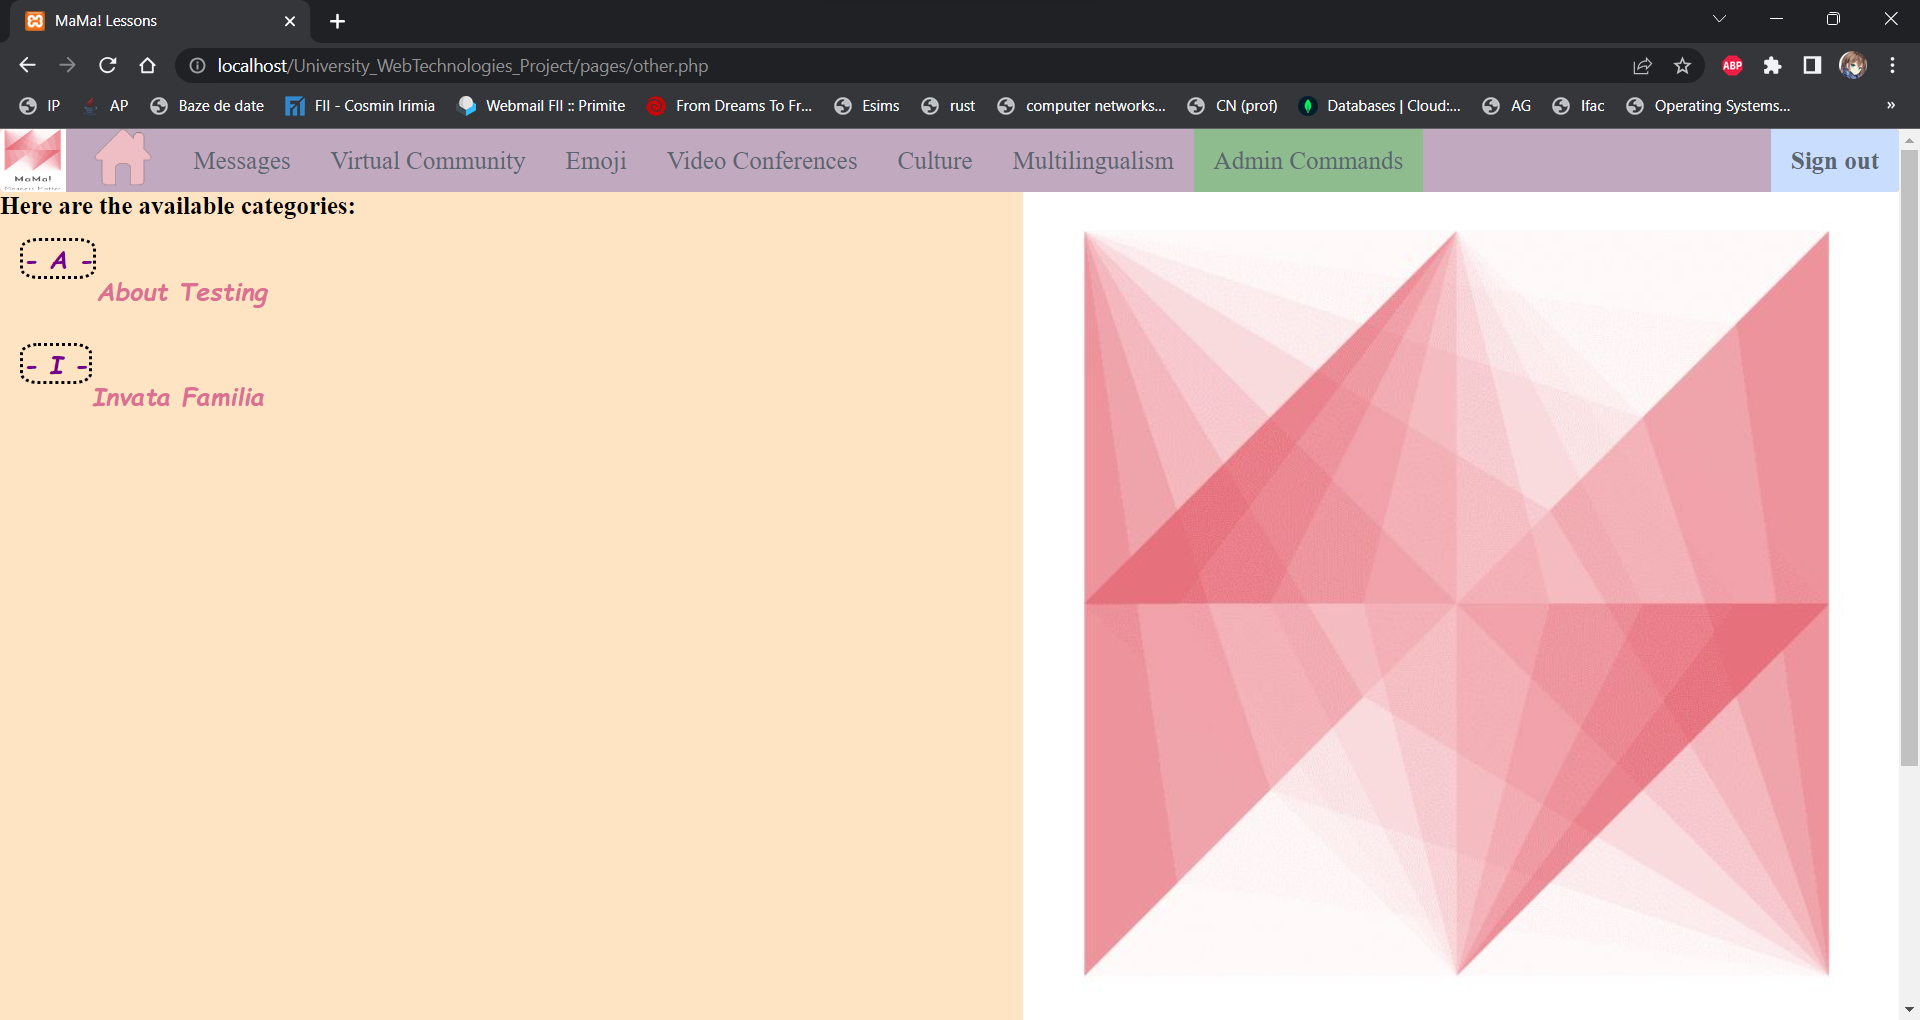 MaMa! Lessons
localhost/University_WebTechnologies_Project/pages/other.php
ABP
IP AP Baze de date FII - Cosmin Irimia Webmail FII :: Primite From Dreams To Fr... Esims rust computer networks... CN (prof) Databases | Cloud:... AG Ifac Operating Systems... »
MaMa!
Messages Virtual Community Emoji Video Conferences Culture Multilingualism Admin Commands Sign out
Here are the available categories:
- A -
About Testing
- I -
Invata Familia